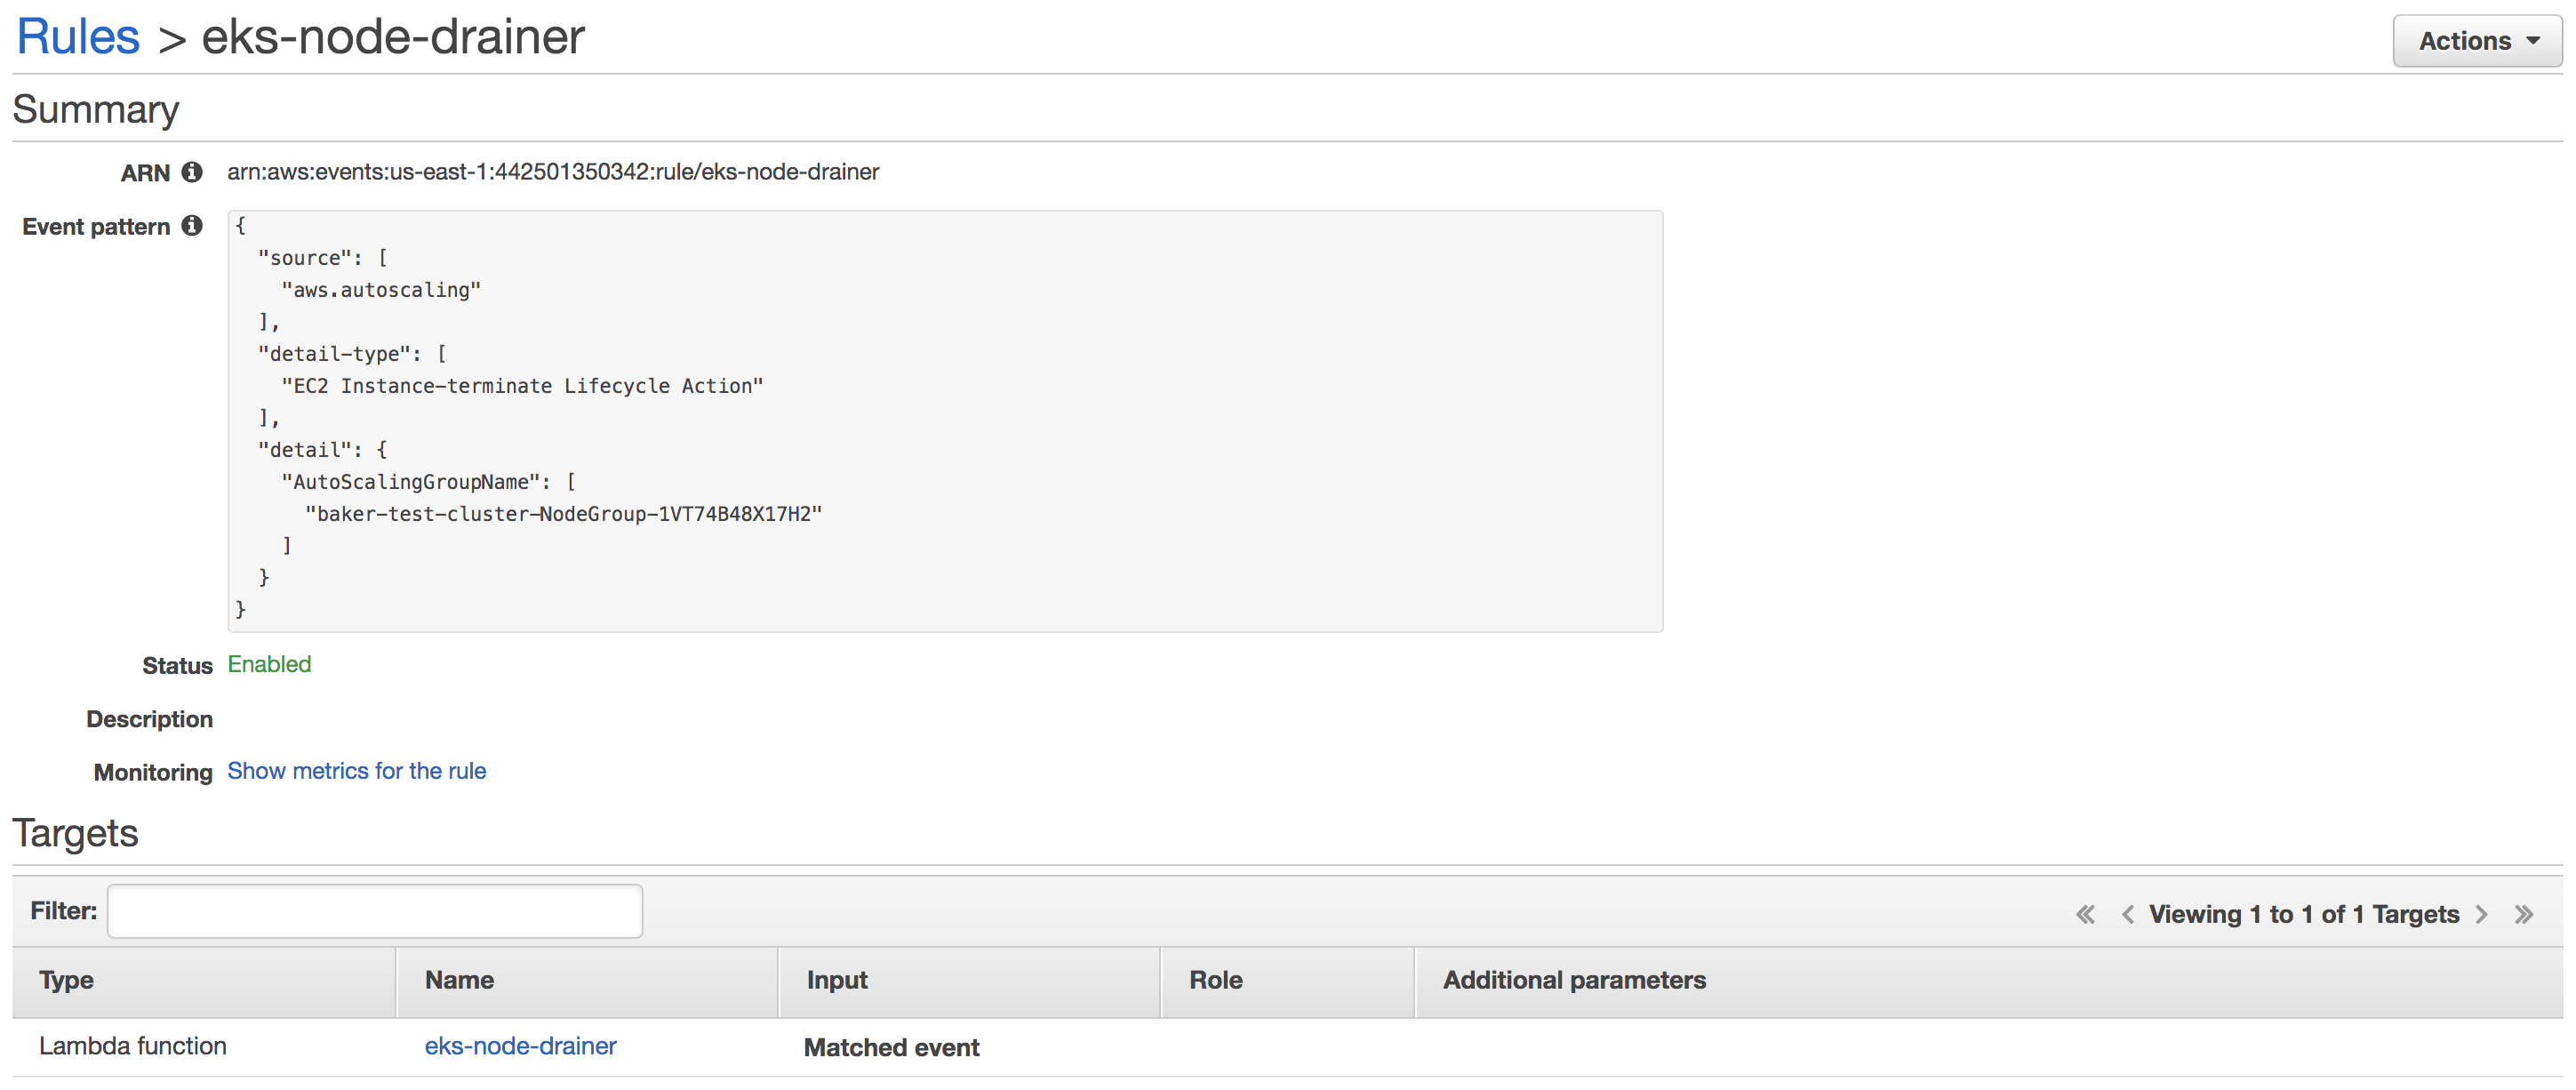 Rules > eks-node-drainer
Actions
Summary
ARN arn:aws:events:us-east-1:442501350342:rule/eks-node-drainer
Event pattern
{
  "source": [
    "aws.autoscaling"
  ],
  "detail-type": [
    "EC2 Instance-terminate Lifecycle Action"
  ],
  "detail": {
    "AutoScalingGroupName": [
      "baker-test-cluster-NodeGroup-1VT74B48X17H2"
    ]
  }
}
Status Enabled
Description
Monitoring Show metrics for the rule
Targets
Filter: « < Viewing 1 to 1 of 1 Targets > »
Type Name Input Role Additional parameters
Lambda function eks-node-drainer Matched event